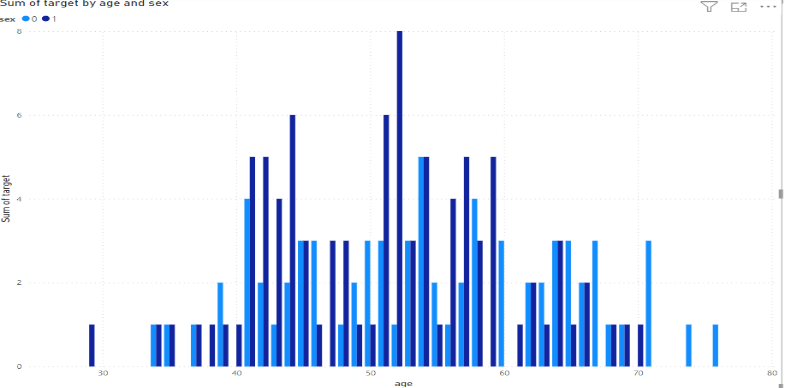 Sum of target by age and sex
sex 0 1
8
6
4
2
0
Sum of target
30 40 50 60 70 80
age